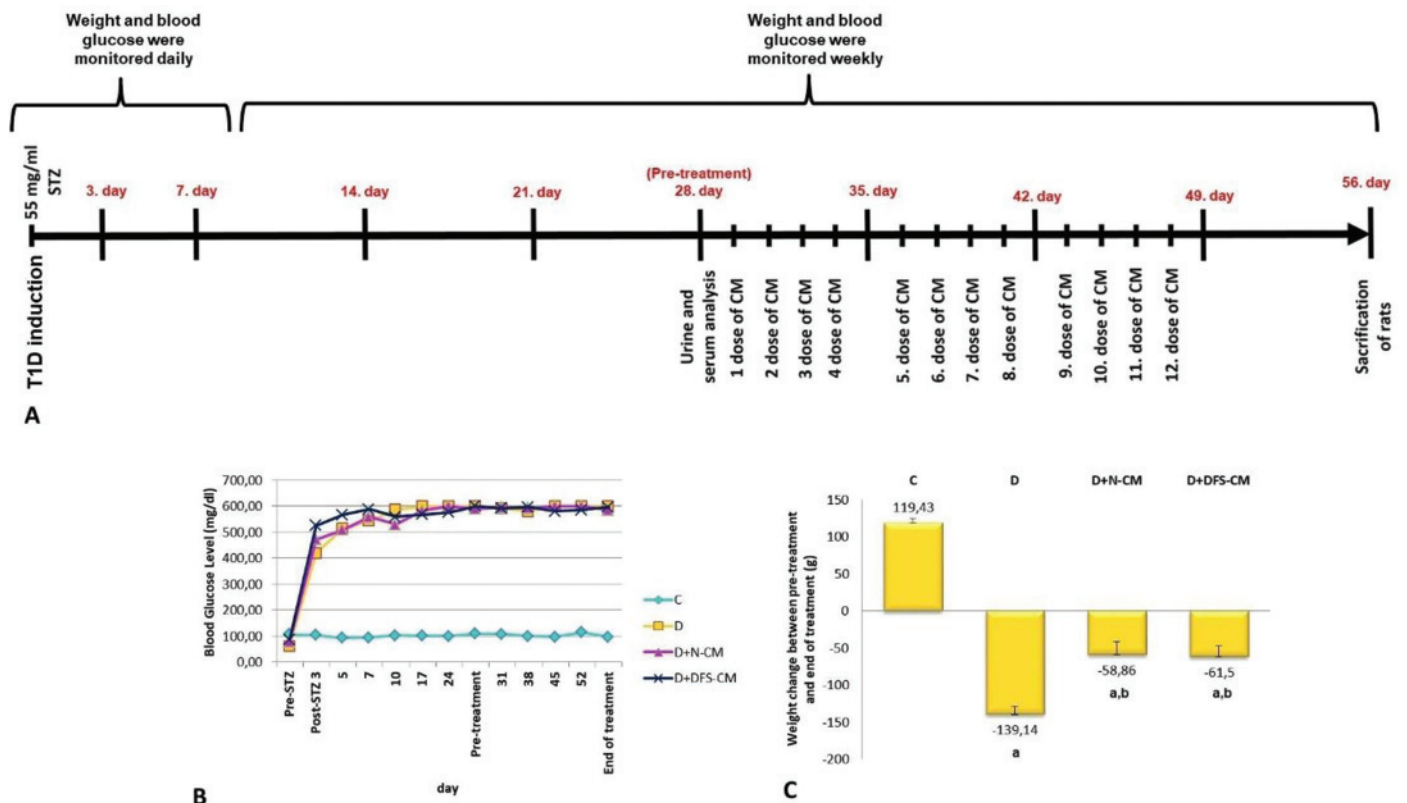 Weight and blood
glucose were
monitored daily
Weight and blood
glucose were
monitored weekly
55 mg/ml
STZ
3. day
7. day
14. day
21. day
(Pre-treatment)
28. day
35. day
42. day
49. day
56. day
T1D induction
Urine and
serum analysis
1 dose of CM
2 dose of CM
3 dose of CM
4 dose of CM
5. dose of CM
6. dose of CM
7. dose of CM
8. dose of CM
9. dose of CM
10. dose of CM
11. dose of CM
12. dose of CM
Sacrification
of rats
A
Blood Glucose Level (mg/dl)
700,00
600,00
500,00
400,00
300,00
200,00
100,00
0,00
Pre-STZ
Post-STZ 3
5
7
10
17
24
Pre-treatment
31
38
45
52
End of treatment
day
C
D
D+N-CM
D+DFS-CM
B
Weight change between pre-treatment
and end of treatment (g)
C
D
D+N-CM
D+DFS-CM
150
100
50
0
-50
-100
-150
-200
119,43
-139,14
a
-58,86
a,b
-61,5
a,b
C